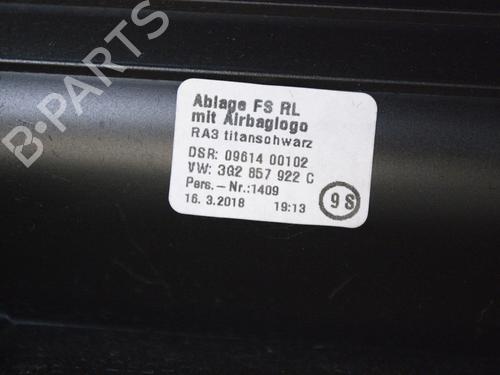 B-PARTS
Ablage FS RL
mit Airbaglogo
RA3 titanschwarz
DSR: 09614 00102
VW: 3G2 857 922 C
Pers.-Nr.:1409
16. 3.2018 19:13
9 S